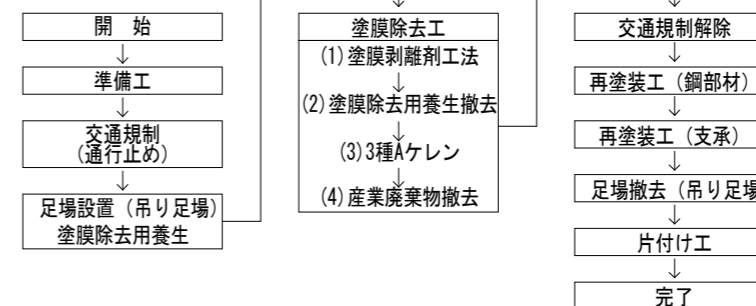 開　始
準備工
交通規制
（通行止め）
足場設置（吊り足場）
塗膜除去用養生
塗膜除去工
(1)塗膜剥離剤工法
(2)塗膜除去用養生撤去
(3)3種Aケレン
(4)産業廃棄物撤去
交通規制解除
再塗装工（鋼部材）
再塗装工（支承）
足場撤去（吊り足場
片付け工
完了